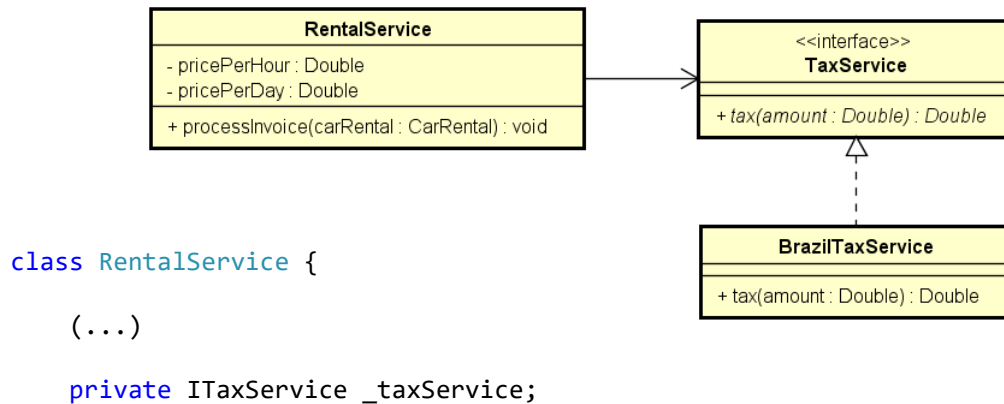 RentalService
- pricePerHour : Double
- pricePerDay : Double
+ processInvoice(carRental : CarRental) : void
<<interface>>
TaxService
+ tax(amount : Double) : Double
BrazilTaxService
+ tax(amount : Double) : Double
class RentalService {
(...)
private ITaxService _taxService;